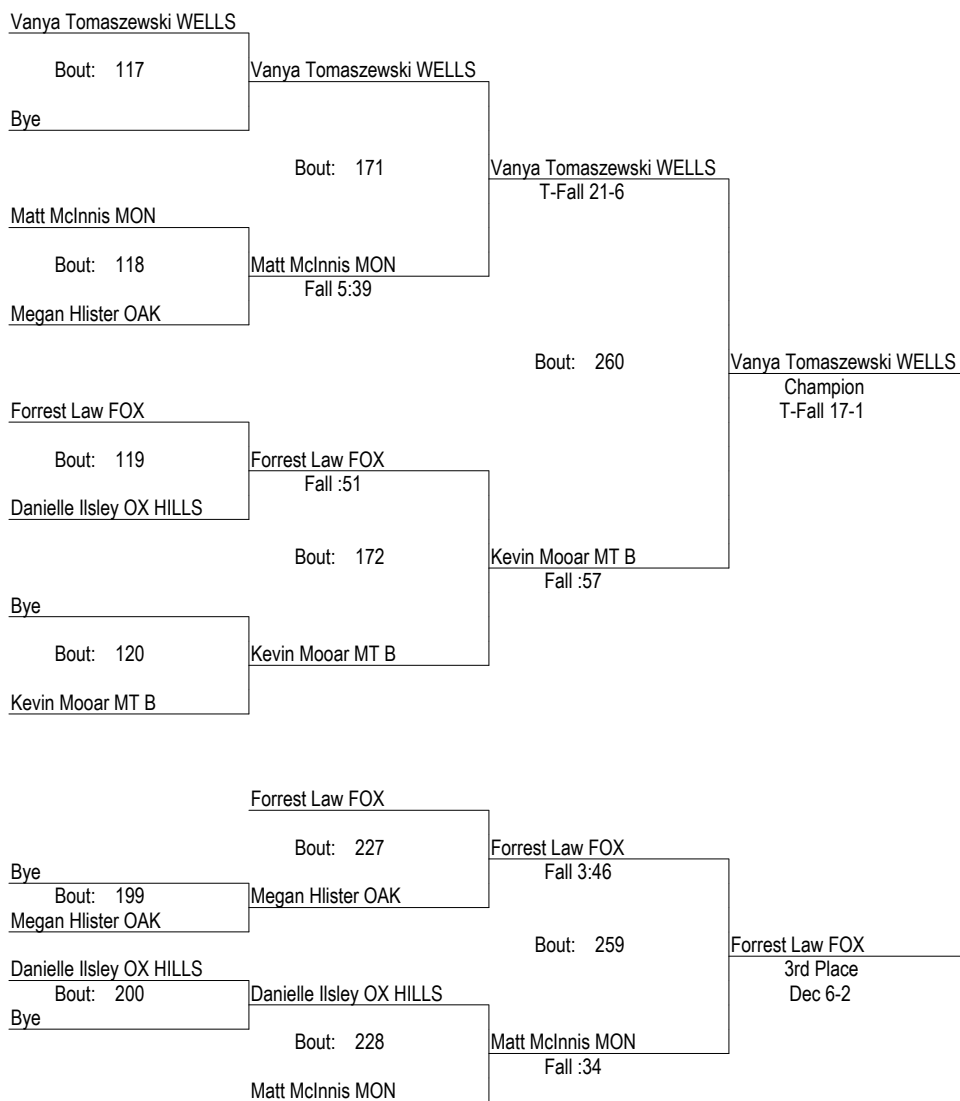 Vanya Tomaszewski WELLS
Bout: 117
Vanya Tomaszewski WELLS
Bye
Bout: 171
Vanya Tomaszewski WELLS
T-Fall 21-6
Matt McInnis MON
Bout: 118
Matt McInnis MON
Fall 5:39
Megan Hlister OAK
Bout: 260
Vanya Tomaszewski WELLS
Champion
T-Fall 17-1
Forrest Law FOX
Bout: 119
Forrest Law FOX
Fall :51
Danielle Ilsley OX HILLS
Bout: 172
Kevin Mooar MT B
Fall :57
Bye
Bout: 120
Kevin Mooar MT B
Kevin Mooar MT B
Forrest Law FOX
Bout: 227
Forrest Law FOX
Fall 3:46
Bye
Bout: 199
Megan Hlister OAK
Megan Hlister OAK
Bout: 259
Forrest Law FOX
3rd Place
Dec 6-2
Danielle Ilsley OX HILLS
Bout: 200
Danielle Ilsley OX HILLS
Bye
Bout: 228
Matt McInnis MON
Fall :34
Matt McInnis MON